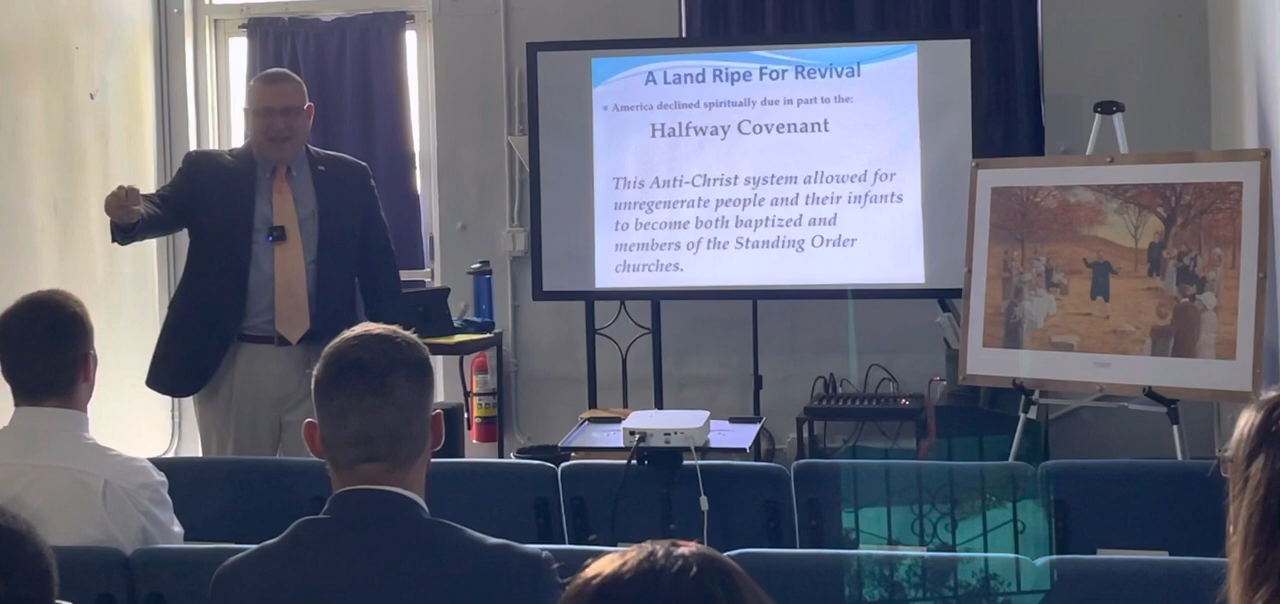 A Land Ripe For Revival
America declined spiritually due in part to the:
Halfway Covenant
This Anti-Christ system allowed for
unregenerate people and their infants
to become both baptized and
members of the Standing Order
churches.